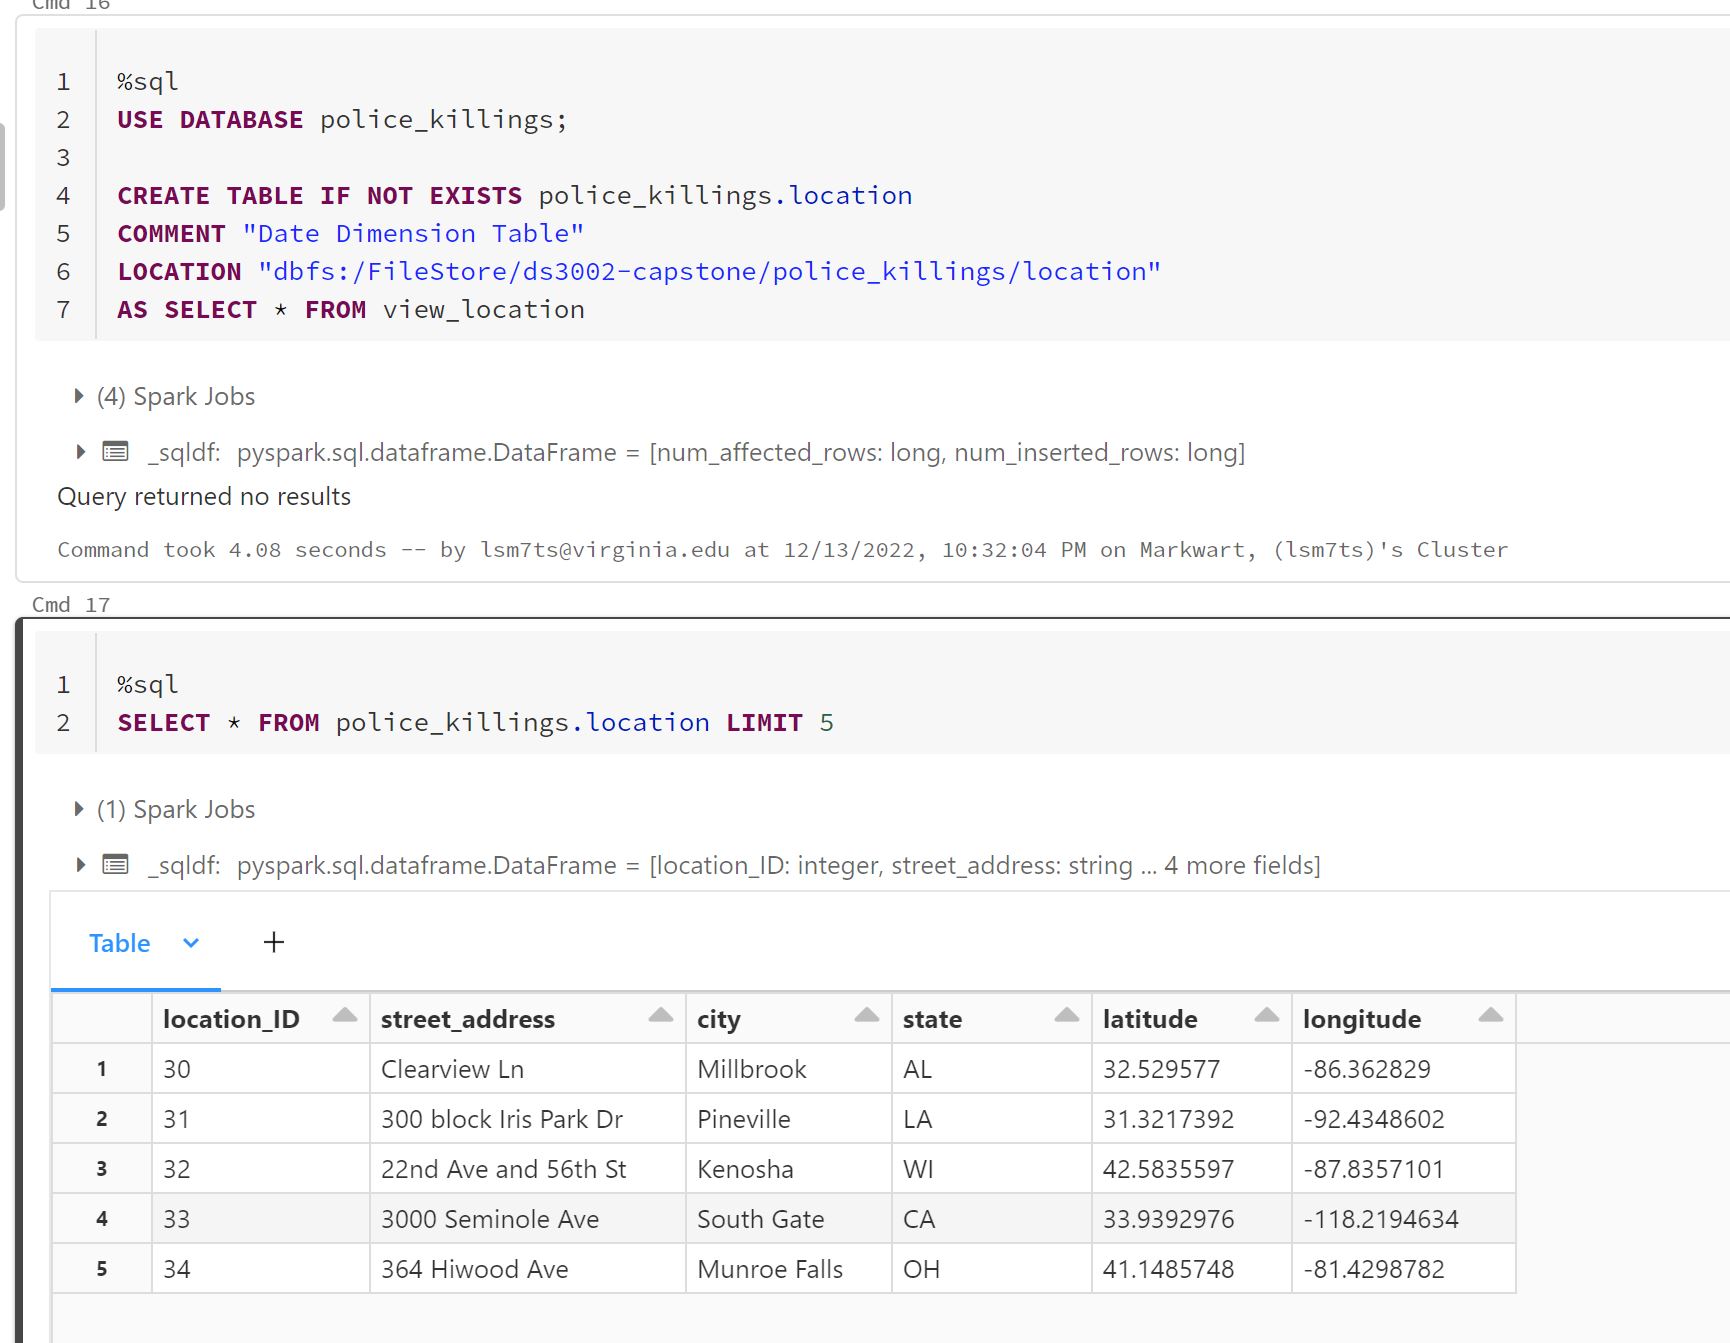 Cmd 16
1 %sql
2 USE DATABASE police_killings;
3
4 CREATE TABLE IF NOT EXISTS police_killings.location
5 COMMENT "Date Dimension Table"
6 LOCATION "dbfs:/FileStore/ds3002-capstone/police_killings/location"
7 AS SELECT * FROM view_location
(4) Spark Jobs
_sqldf: pyspark.sql.dataframe.DataFrame = [num_affected_rows: long, num_inserted_rows: long]
Query returned no results
Command took 4.08 seconds -- by lsm7ts@virginia.edu at 12/13/2022, 10:32:04 PM on Markwart, (lsm7ts)'s Cluster
Cmd 17
1 %sql
2 SELECT * FROM police_killings.location LIMIT 5
(1) Spark Jobs
_sqldf: pyspark.sql.dataframe.DataFrame = [location_ID: integer, street_address: string ... 4 more fields]
Table +
location_ID street_address city state latitude longitude
1 30 Clearview Ln Millbrook AL 32.529577 -86.362829
2 31 300 block Iris Park Dr Pineville LA 31.3217392 -92.4348602
3 32 22nd Ave and 56th St Kenosha WI 42.5835597 -87.8357101
4 33 3000 Seminole Ave South Gate CA 33.9392976 -118.2194634
5 34 364 Hiwood Ave Munroe Falls OH 41.1485748 -81.4298782